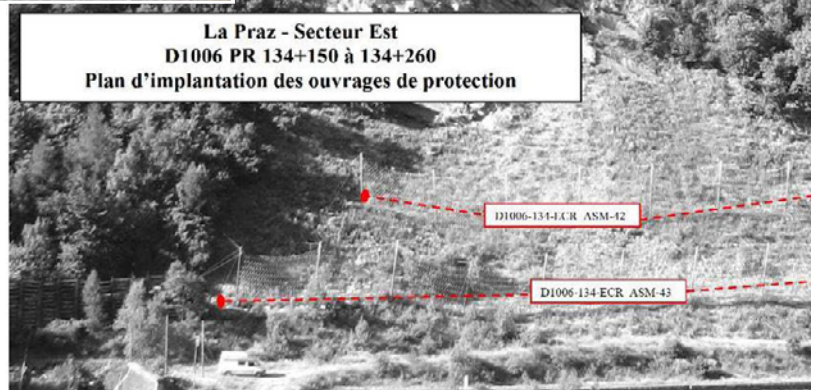 La Praz - Secteur Est
D1006 PR 134+150 à 134+260
Plan d'implantation des ouvrages de protection
D1006-134-ECR ASM-42
D1006-134-ECR ASM-43